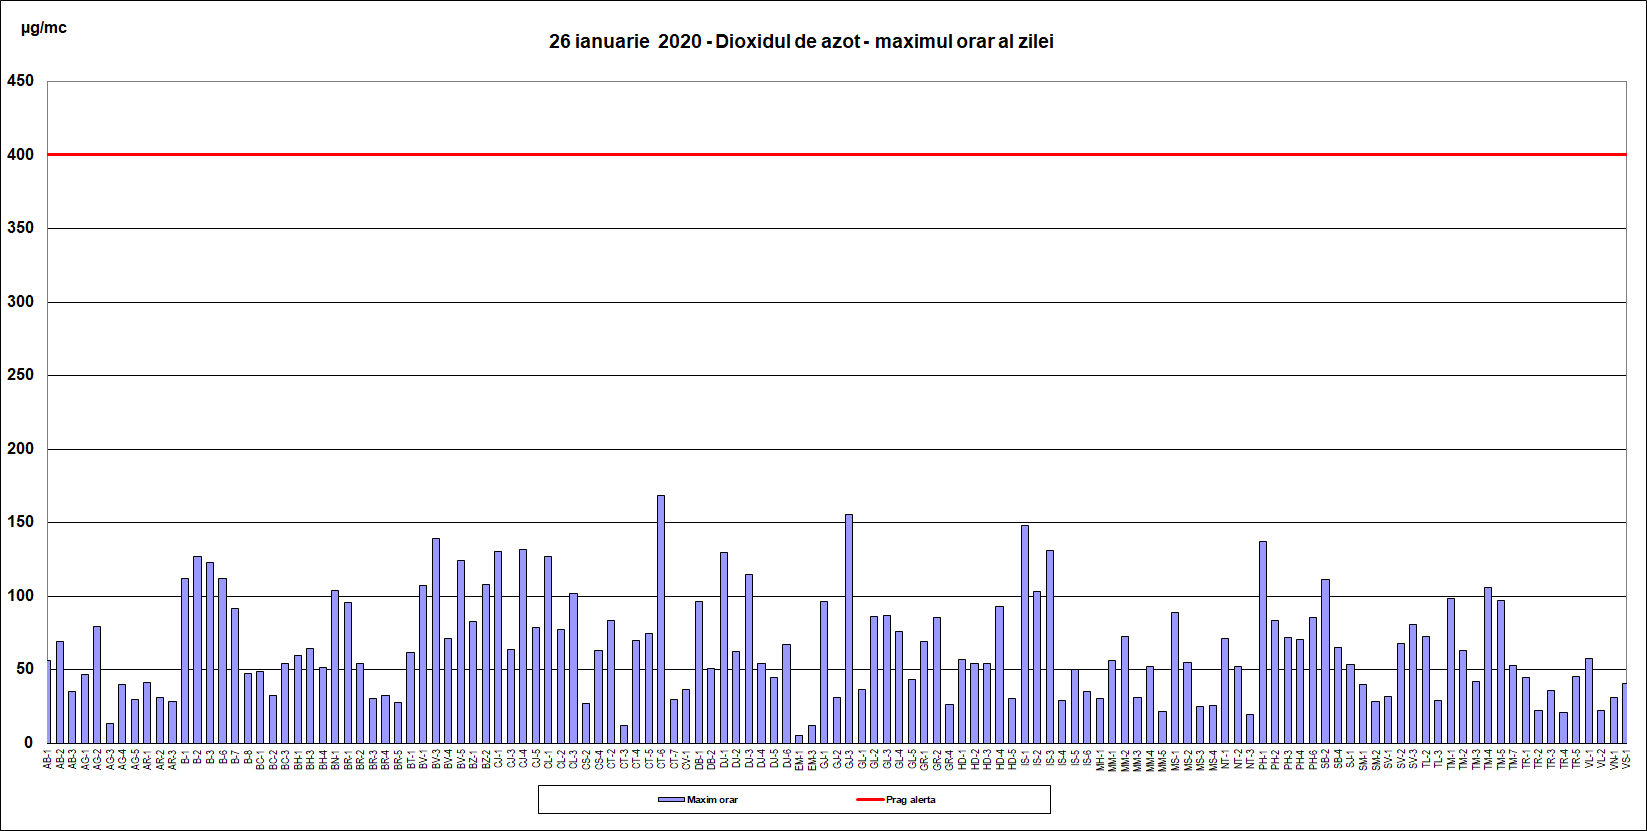 µg/mc
26 ianuarie 2020 - Dioxidul de azot - maximul orar al zilei
450
400
350
300
250
200
150
100
50
0
AB-1 AB-2 AB-3 AG-1 AG-2 AG-3 AG-4 AG-5 AR-1 AR-2 AR-3 B-1 B-2 B-3 B-6 B-7 B-8 BC-1 BC-2 BC-3 BH-1 BH-3 BH-4 BN-1 BR-1 BR-2 BR-3 BR-4 BR-5 BT-1 BV-1 BV-3 BV-4 BV-5 BZ-1 BZ-2 CJ-1 CJ-3 CJ-4 CJ-5 CL-1 CL-2 CL-3 CS-2 CS-4 CT-2 CT-3 CT-4 CT-5 CT-6 CT-7 CV-1 DB-1 DB-2 DJ-1 DJ-2 DJ-3 DJ-4 DJ-5 DJ-6 EM-1 EM-3 GJ-1 GJ-2 GJ-3 GL-1 GL-2 GL-3 GL-4 GL-5 GR-1 GR-2 GR-4 HD-1 HD-2 HD-3 HD-4 HD-5 IS-1 IS-2 IS-3 IS-4 IS-5 IS-6 MH-1 MM-1 MM-2 MM-3 MM-4 MM-5 MS-1 MS-2 MS-3 MS-4 NT-1 NT-2 NT-3 PH-1 PH-2 PH-3 PH-4 PH-6 SB-2 SB-4 SJ-1 SM-1 SM-2 SV-1 SV-2 SV-3 TL-2 TL-3 TM-1 TM-2 TM-3 TM-4 TM-5 TM-7 TR-1 TR-2 TR-3 TR-4 TR-5 VL-1 VL-2 VN-1 VS-1
Maxim orar
Prag alerta